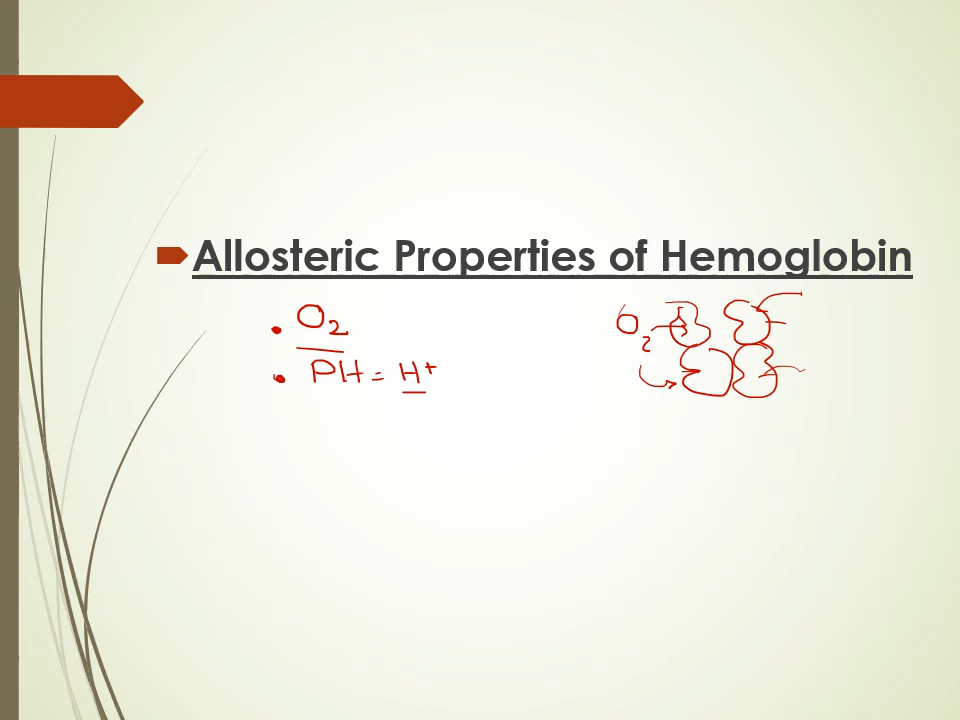 Allosteric Properties of Hemoglobin
• O2
• PH = H+
O2